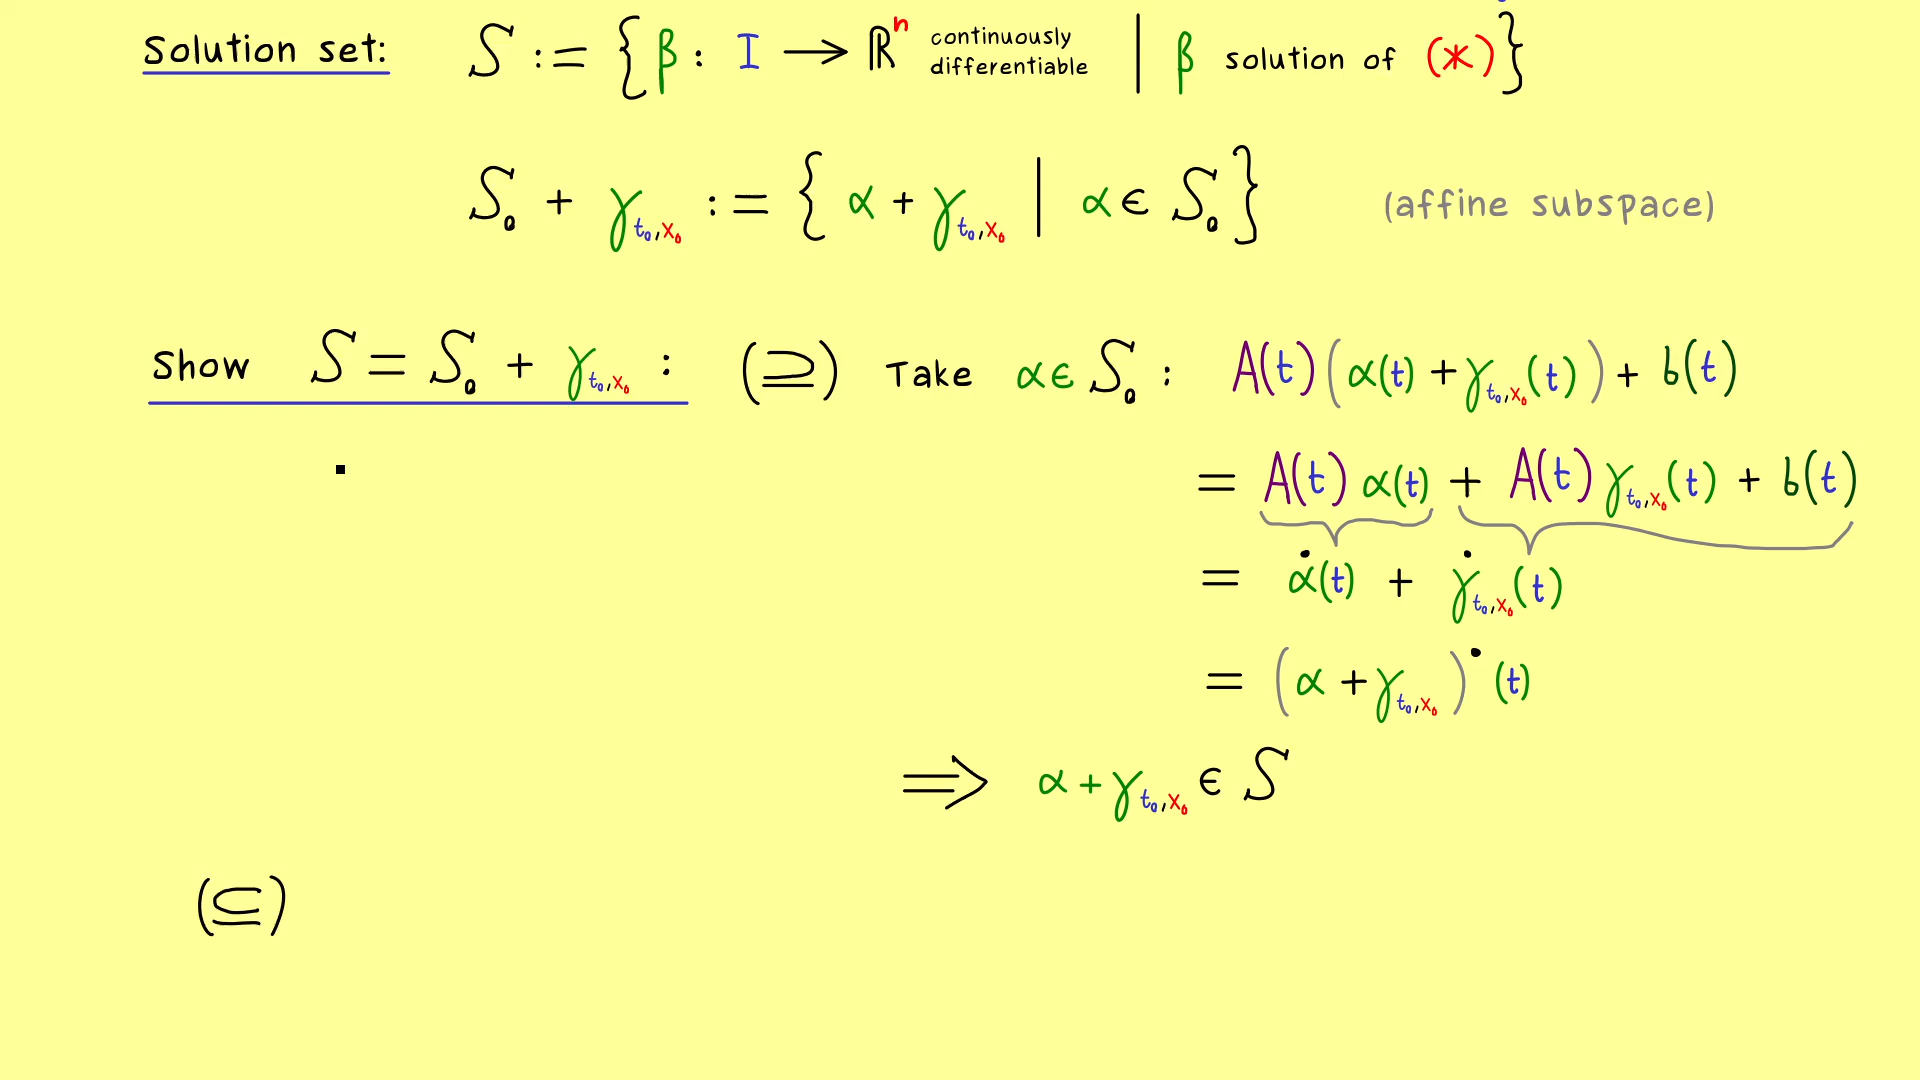 Solution set: S := { β : I ⟶ ℝⁿ continuously differentiable | β solution of (*) }
S₀ + γ_{t₀,x₀} := { α + γ_{t₀,x₀} | α ∈ S₀ } (affine subspace)
Show S = S₀ + γ_{t₀,x₀} : (⊇) Take α ∈ S₀ : A(t)(α(t) + γ_{t₀,x₀}(t)) + b(t)
= A(t) α(t) + A(t) γ_{t₀,x₀}(t) + b(t)
= α̇(t) + γ̇_{t₀,x₀}(t)
= (α + γ_{t₀,x₀})˙(t)
⟹ α + γ_{t₀,x₀} ∈ S
(⊆)